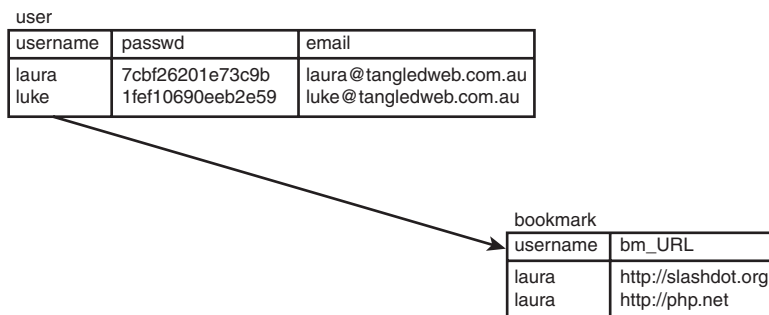 user
username passwd email
laura 7cbf26201e73c9b laura@tangledweb.com.au
luke 1fef10690eeb2e59 luke@tangledweb.com.au
bookmark
username bm_URL
laura http://slashdot.org
laura http://php.net